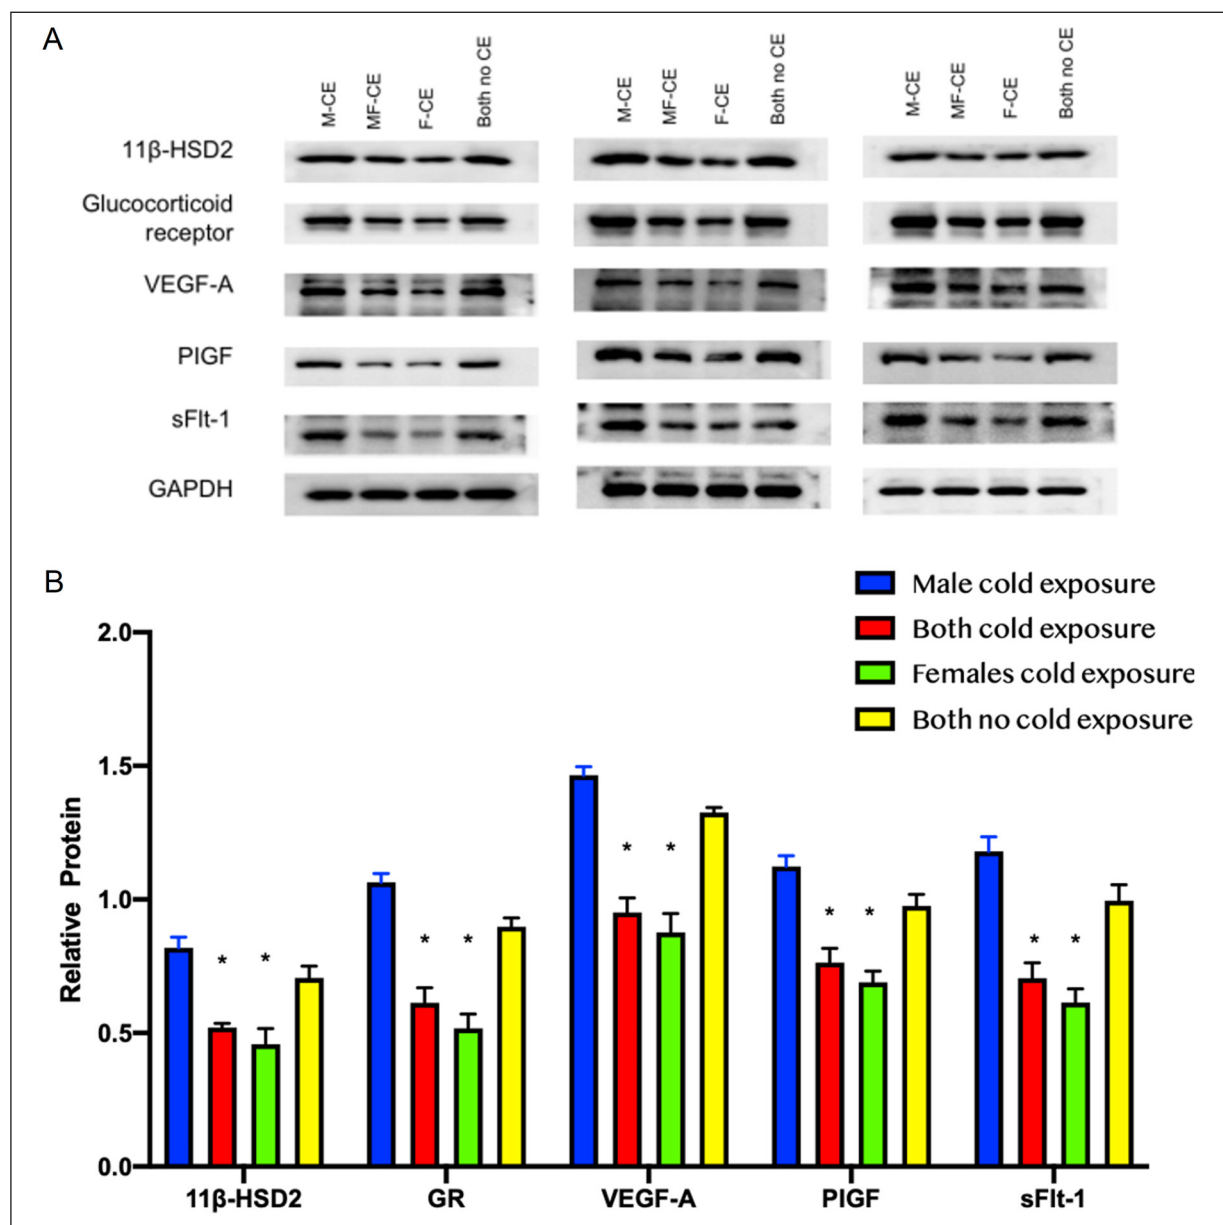 A
M-CE
MF-CE
F-CE
Both no CE
M-CE
MF-CE
F-CE
Both no CE
M-CE
MF-CE
F-CE
Both no CE
11β-HSD2
Glucocorticoid
receptor
VEGF-A
PIGF
sFlt-1
GAPDH
B
Male cold exposure
Both cold exposure
Females cold exposure
Both no cold exposure
Relative Protein
2.0
1.5
1.0
0.5
0.0
* * * * * * * * * *
11β-HSD2 GR VEGF-A PIGF sFlt-1